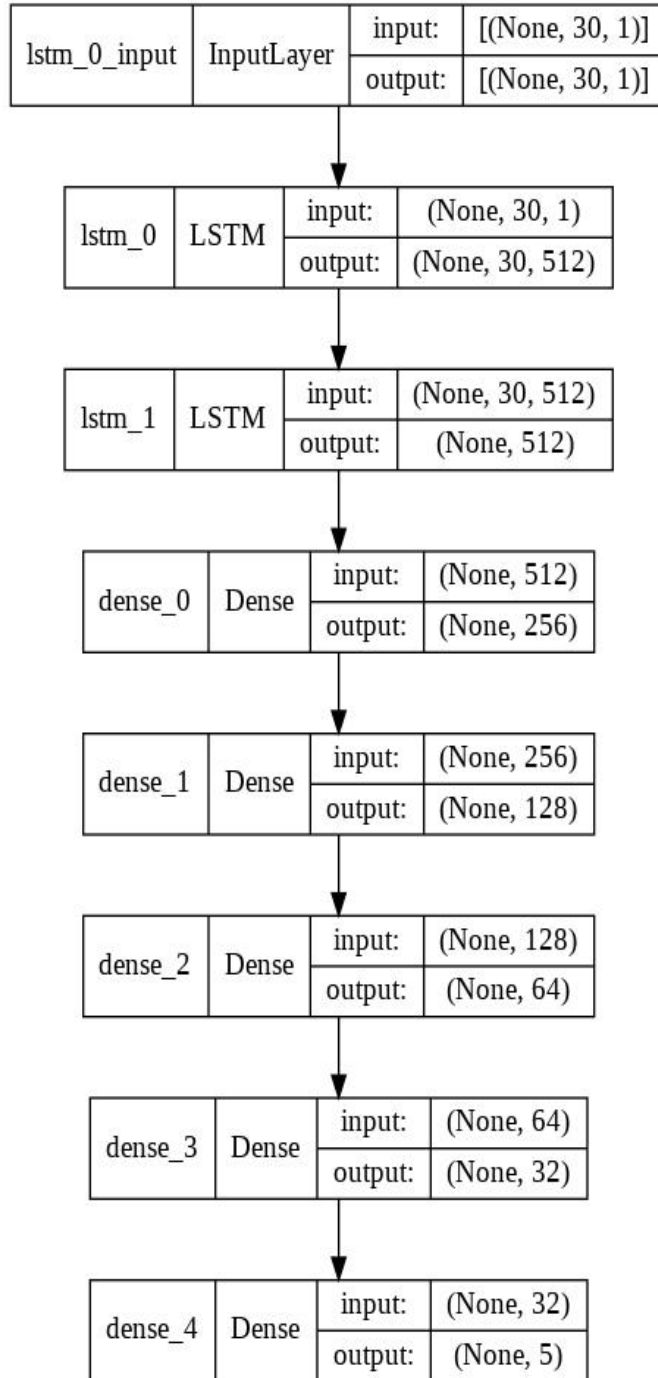 lstm_0_input InputLayer input: [(None, 30, 1)]
output: [(None, 30, 1)]
lstm_0 LSTM input: (None, 30, 1)
output: (None, 30, 512)
lstm_1 LSTM input: (None, 30, 512)
output: (None, 512)
dense_0 Dense input: (None, 512)
output: (None, 256)
dense_1 Dense input: (None, 256)
output: (None, 128)
dense_2 Dense input: (None, 128)
output: (None, 64)
dense_3 Dense input: (None, 64)
output: (None, 32)
dense_4 Dense input: (None, 32)
output: (None, 5)